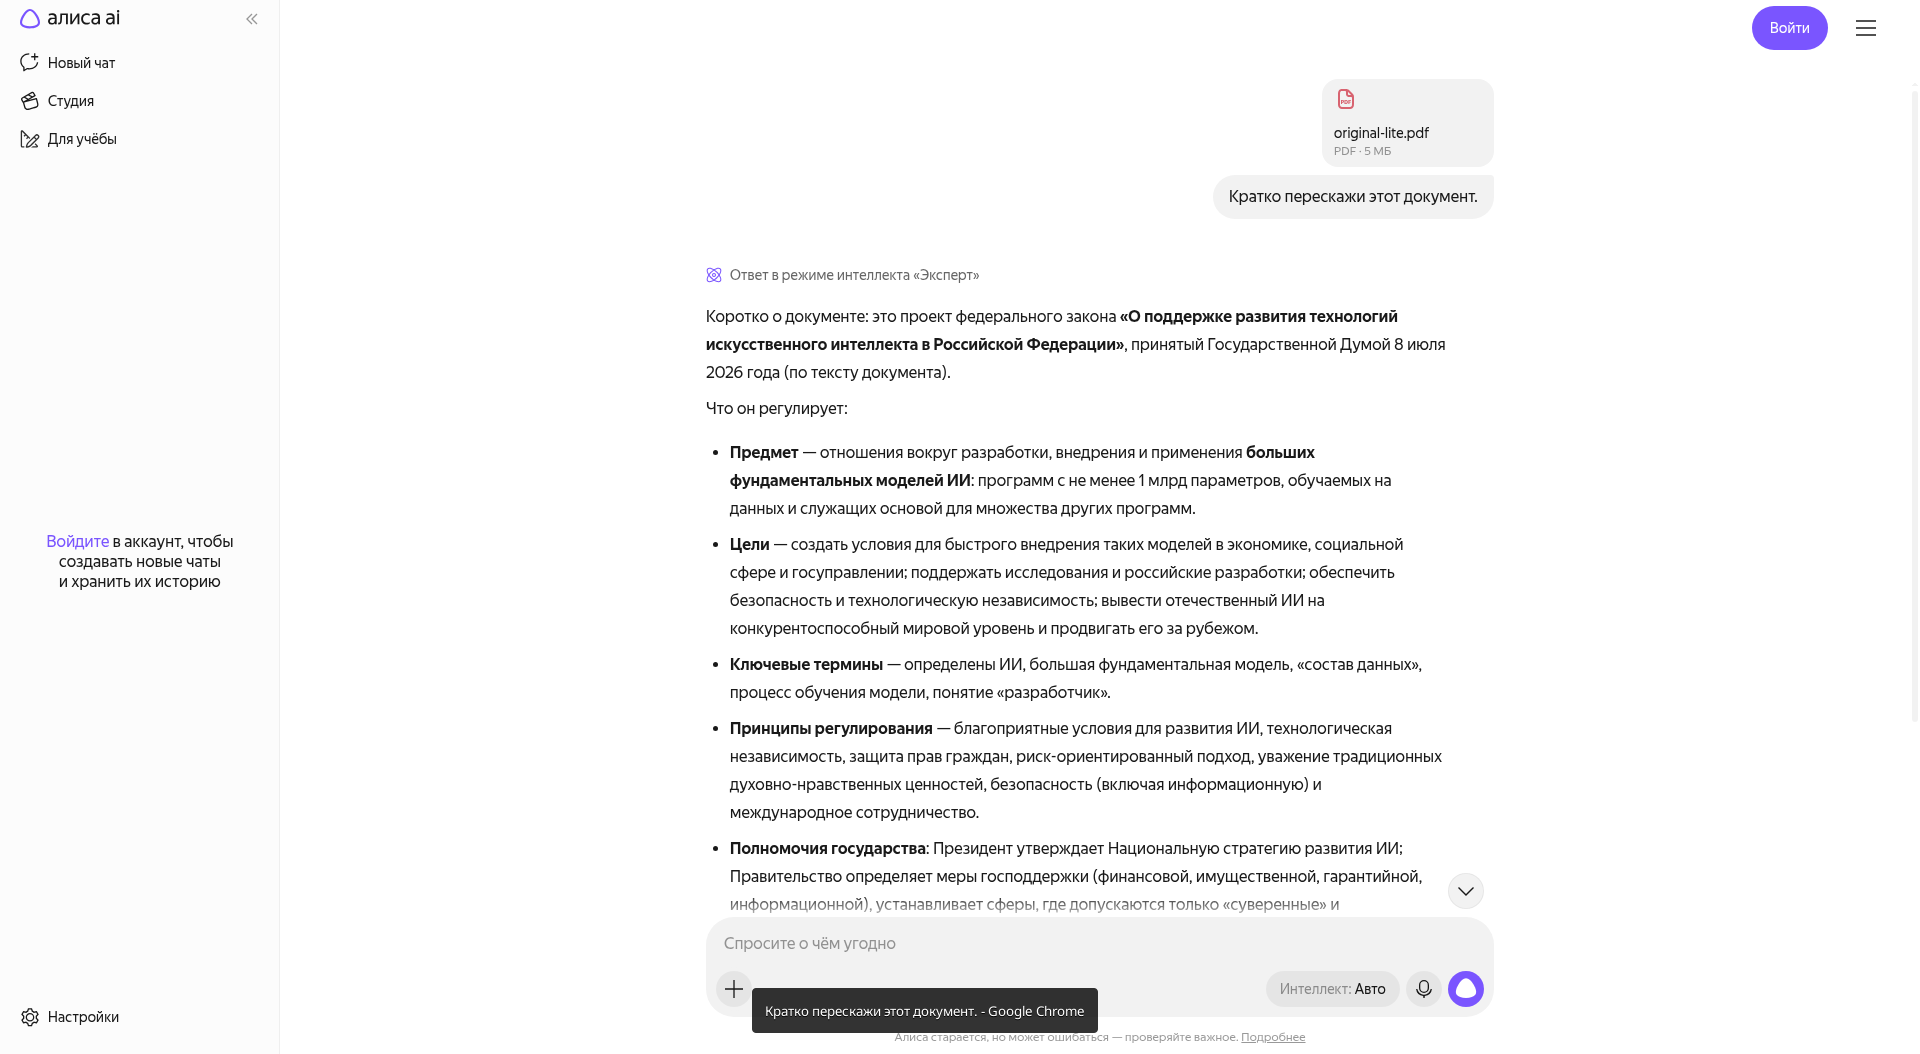 алиса ai
Новый чат
Студия
Для учёбы
Войдите в аккаунт, чтобы
создавать новые чаты
и хранить их историю
Настройки
Войти
PDF
original-lite.pdf
PDF · 5 МБ
Кратко перескажи этот документ.
Ответ в режиме интеллекта «Эксперт»
Коротко о документе: это проект федерального закона «О поддержке развития технологий
искусственного интеллекта в Российской Федерации», принятый Государственной Думой 8 июля
2026 года (по тексту документа).
Что он регулирует:
• Предмет — отношения вокруг разработки, внедрения и применения больших
фундаментальных моделей ИИ: программ с не менее 1 млрд параметров, обучаемых на
данных и служащих основой для множества других программ.
• Цели — создать условия для быстрого внедрения таких моделей в экономике, социальной
сфере и госуправлении; поддержать исследования и российские разработки; обеспечить
безопасность и технологическую независимость; вывести отечественный ИИ на
конкурентоспособный мировой уровень и продвигать его за рубежом.
• Ключевые термины — определены ИИ, большая фундаментальная модель, «состав данных»,
процесс обучения модели, понятие «разработчик».
• Принципы регулирования — благоприятные условия для развития ИИ, технологическая
независимость, защита прав граждан, риск-ориентированный подход, уважение традиционных
духовно-нравственных ценностей, безопасность (включая информационную) и
международное сотрудничество.
• Полномочия государства: Президент утверждает Национальную стратегию развития ИИ;
Правительство определяет меры господдержки (финансовой, имущественной, гарантийной,
информационной), устанавливает сферы, где допускаются только «суверенные» и
Спросите о чём угодно
Интеллект: Авто
Кратко перескажи этот документ. - Google Chrome
Алиса старается, но может ошибаться — проверяйте важное. Подробнее